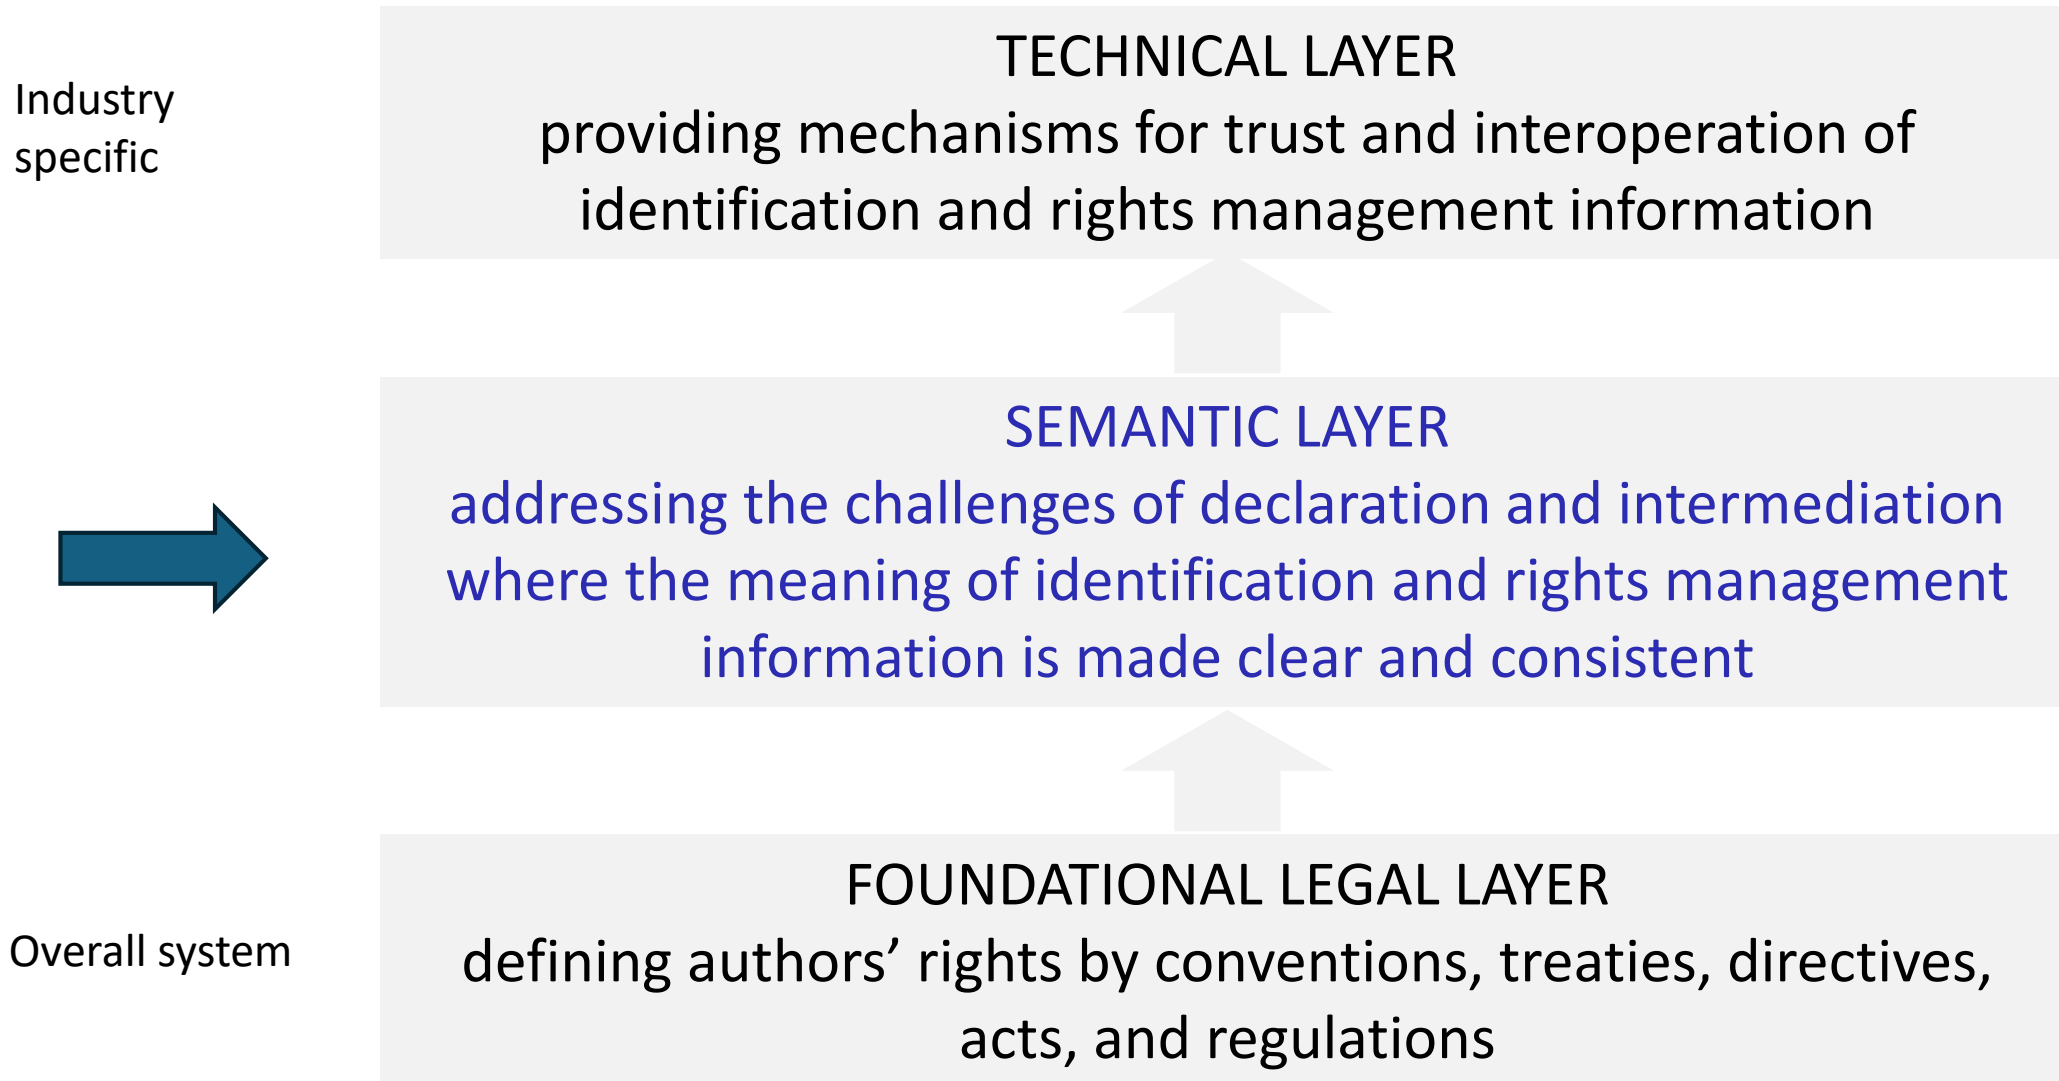 Industry
specific
TECHNICAL LAYER
providing mechanisms for trust and interoperation of
identification and rights management information
SEMANTIC LAYER
addressing the challenges of declaration and intermediation
where the meaning of identification and rights management
information is made clear and consistent
Overall system
FOUNDATIONAL LEGAL LAYER
defining authors’ rights by conventions, treaties, directives,
acts, and regulations